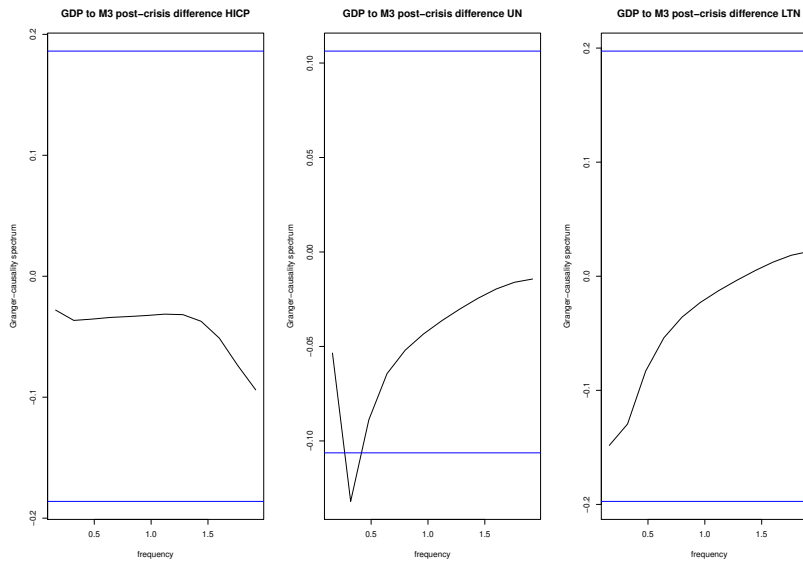 GDP to M3 post−crisis difference HICP
Granger−causality spectrum
0.2
0.1
0.0
−0.1
−0.2
0.5
1.0
1.5
frequency
GDP to M3 post−crisis difference UN
Granger−causality spectrum
0.10
0.05
0.00
−0.05
−0.10
0.5
1.0
1.5
frequency
GDP to M3 post−crisis difference LTN
Granger−causality spectrum
0.2
0.1
0.0
−0.1
−0.2
0.5
1.0
1.5
frequency